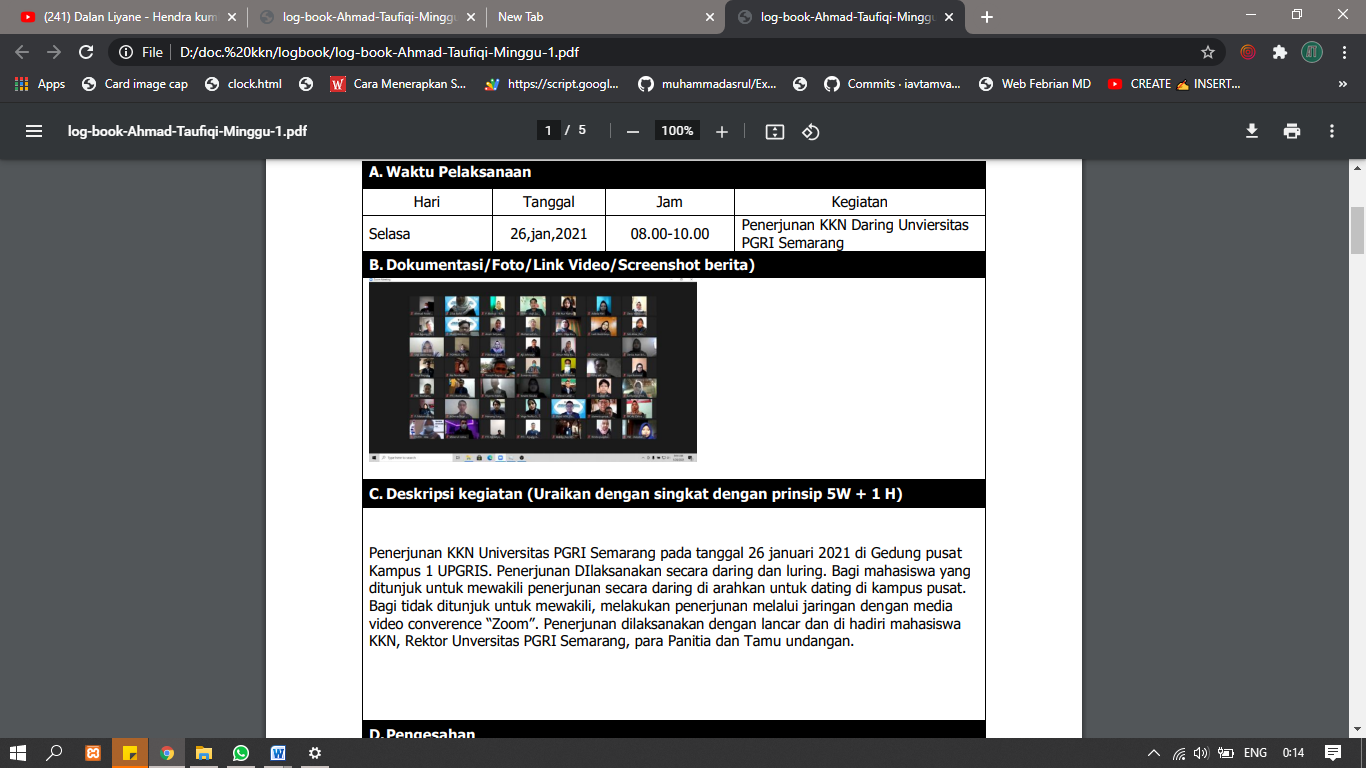 (241) Dalan Liyane - Hendra kum
log-book-Ahmad-Taufiqi-Minggu
New Tab
log-book-Ahmad-Taufiqi-Minggu
File | D:/doc.%20kkn/logbook/log-book-Ahmad-Taufiqi-Minggu-1.pdf
Apps Card image cap clock.html Cara Menerapkan S... https://script.googl... muhammadasrul/Ex... Commits · iavtamva... Web Febrian MD CREATE ✍ INSERT... »
log-book-Ahmad-Taufiqi-Minggu-1.pdf 1 / 5 100%
A. Waktu Pelaksanaan
Hari Tanggal Jam Kegiatan
Selasa 26,jan,2021 08.00-10.00 Penerjunan KKN Daring Unviersitas
PGRI Semarang
B. Dokumentasi/Foto/Link Video/Screenshot berita)
C. Deskripsi kegiatan (Uraikan dengan singkat dengan prinsip 5W + 1 H)
Penerjunan KKN Universitas PGRI Semarang pada tanggal 26 januari 2021 di Gedung pusat
Kampus 1 UPGRIS. Penerjunan DIlaksanakan secara daring dan luring. Bagi mahasiswa yang
ditunjuk untuk mewakili penerjunan secara daring di arahkan untuk dating di kampus pusat.
Bagi tidak ditunjuk untuk mewakili, melakukan penerjunan melalui jaringan dengan media
video converence “Zoom”. Penerjunan dilaksanakan dengan lancar dan di hadiri mahasiswa
KKN, Rektor Unversitas PGRI Semarang, para Panitia dan Tamu undangan.
D. Pengesahan
ENG 0:14